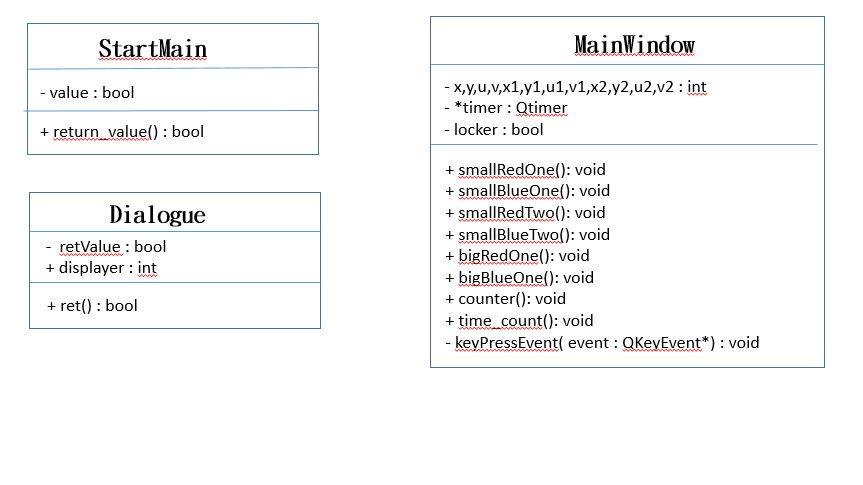 StartMain
- value : bool
+ return_value() : bool
Dialogue
- retValue : bool
+ displayer : int
+ ret() : bool
MainWindow
- x,y,u,v,x1,y1,u1,v1,x2,y2,u2,v2 : int
- *timer : Qtimer
- locker : bool
+ smallRedOne(): void
+ smallBlueOne(): void
+ smallRedTwo(): void
+ smallBlueTwo(): void
+ bigRedOne(): void
+ bigBlueOne(): void
+ counter(): void
+ time_count(): void
- keyPressEvent( event : QKeyEvent*) : void